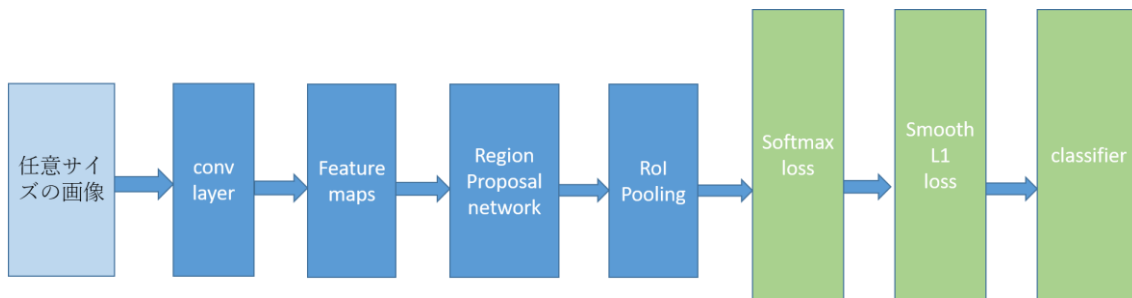 任意サイ
ズの画像
conv
layer
Feature
maps
Region
Proposal
network
RoI
Pooling
Softmax
loss
Smooth
L1
loss
classifier